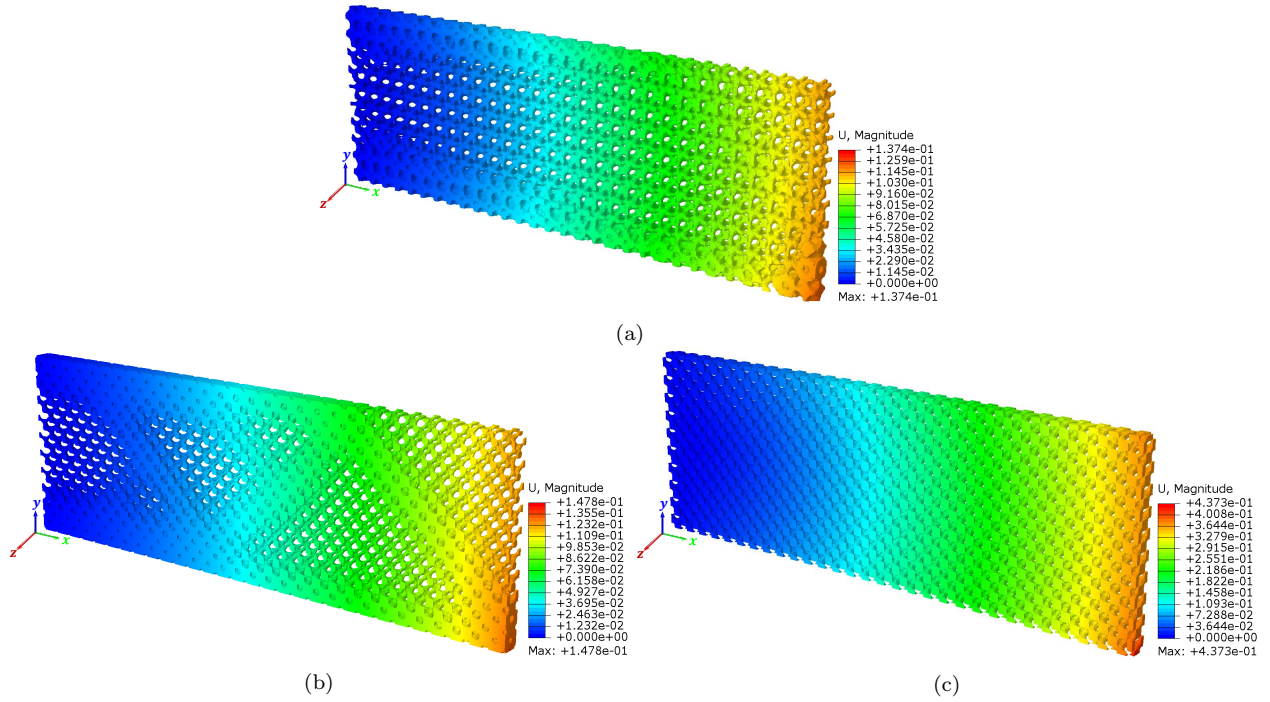 U, Magnitude
+1.374e-01
+1.259e-01
+1.145e-01
+1.030e-01
+9.160e-02
+8.015e-02
+6.870e-02
+5.725e-02
+4.580e-02
+3.435e-02
+2.290e-02
+1.145e-02
+0.000e+00
Max: +1.374e-01
y
x
z
(a)
U, Magnitude
+1.478e-01
+1.355e-01
+1.232e-01
+1.109e-01
+9.853e-02
+8.622e-02
+7.390e-02
+6.158e-02
+4.927e-02
+3.695e-02
+2.463e-02
+1.232e-02
+0.000e+00
Max: +1.478e-01
y
x
z
(b)
U, Magnitude
+4.373e-01
+4.008e-01
+3.644e-01
+3.279e-01
+2.915e-01
+2.551e-01
+2.186e-01
+1.822e-01
+1.458e-01
+1.093e-01
+7.288e-02
+3.644e-02
+0.000e+00
Max: +4.373e-01
y
x
z
(c)